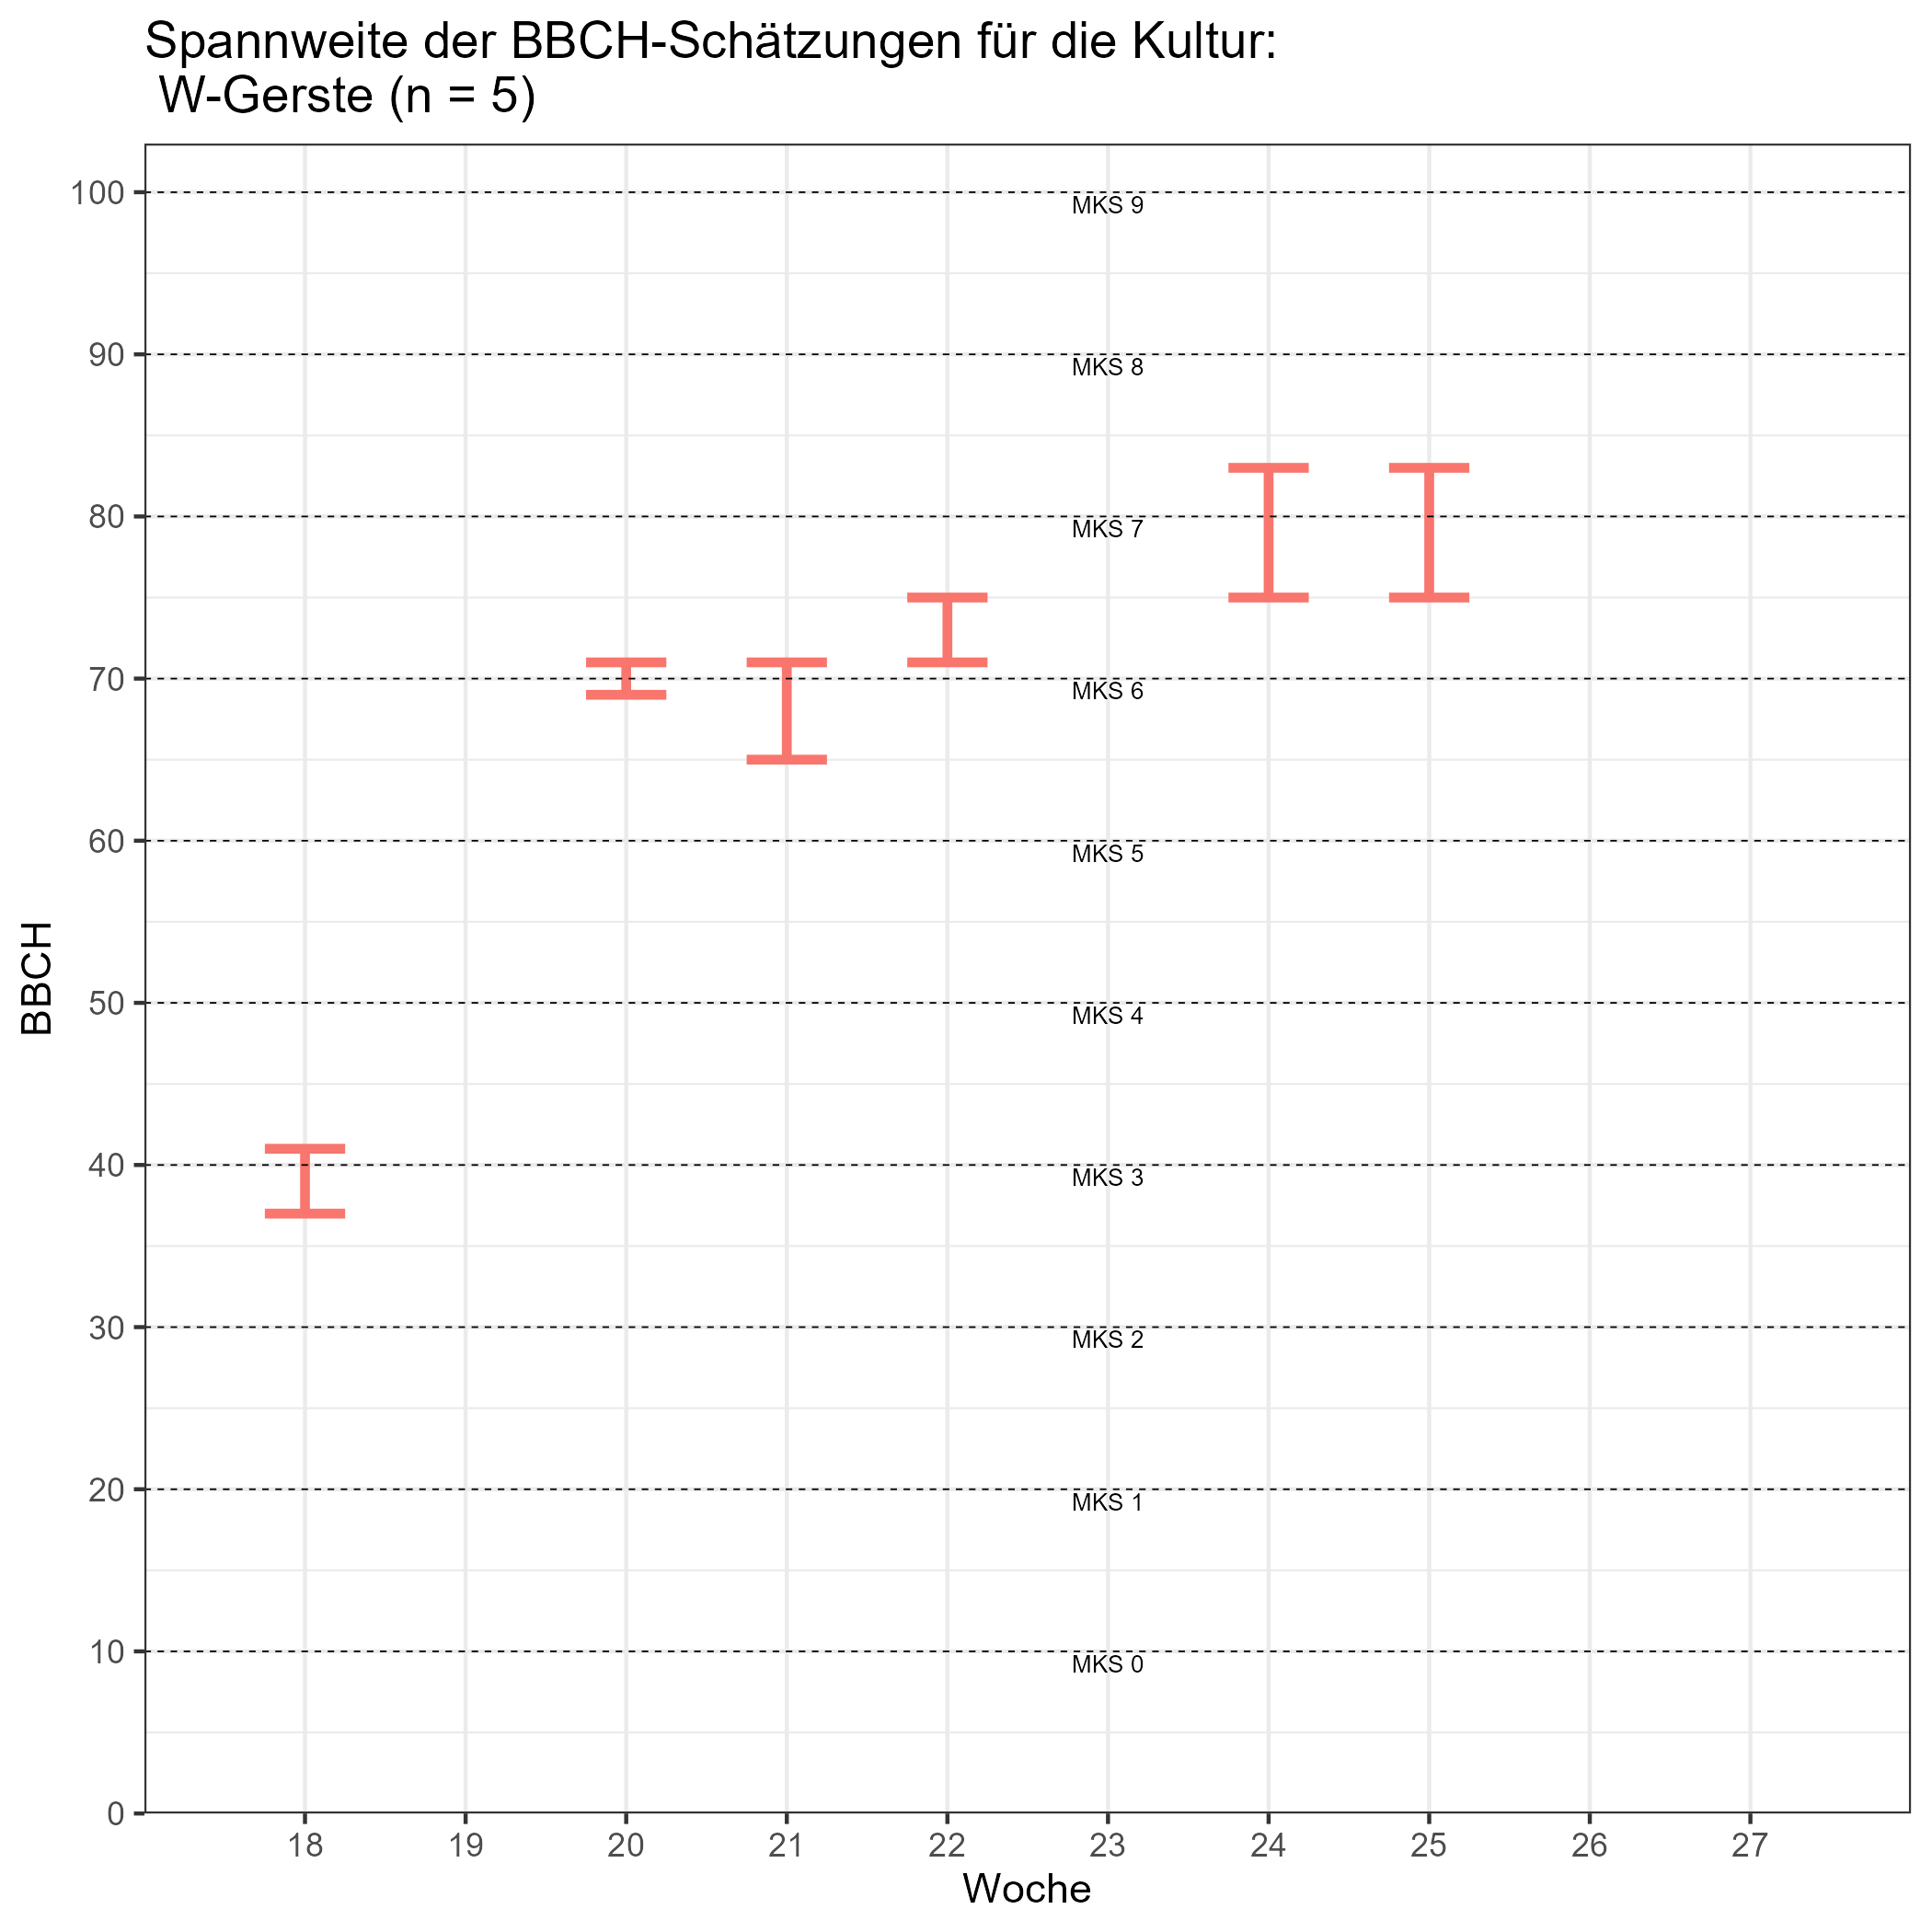 Spannweite der BBCH-Schätzungen für die Kultur:
W-Gerste (n = 5)
100
MKS 9
90
MKS 8
80
MKS 7
70
MKS 6
60
MKS 5
BBCH
50
MKS 4
40
MKS 3
30
MKS 2
20
MKS 1
10
MKS 0
0
18 19 20 21 22 23 24 25 26 27
Woche